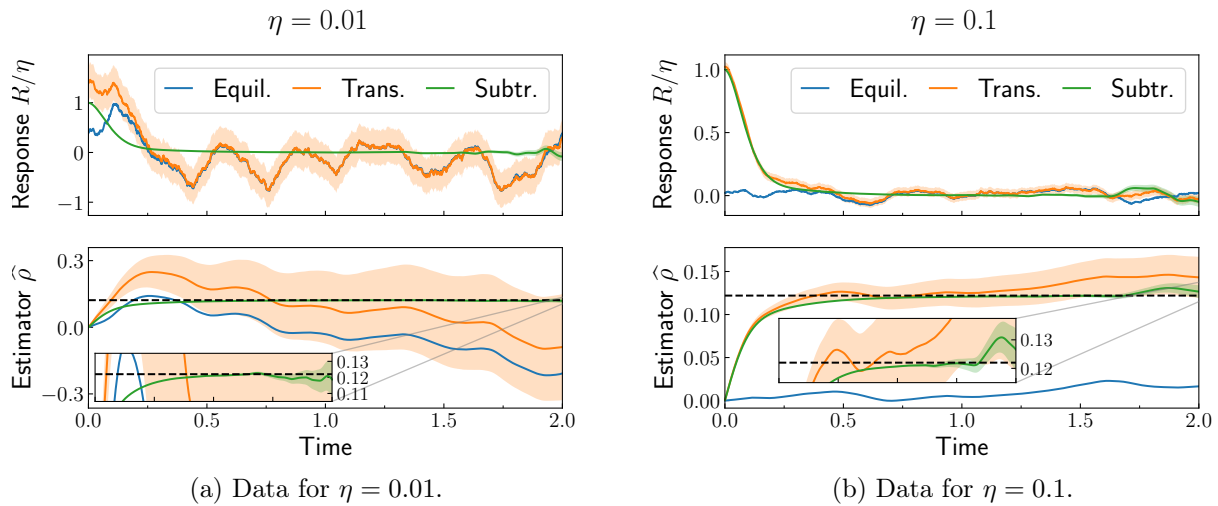 η = 0.01
η = 0.1
Response R/η
Equil. Trans. Subtr.
1
0
−1
Response R/η
Equil. Trans. Subtr.
1.0
0.5
0.0
Estimator ρ̂
0.3
0.0
−0.3
0.13
0.12
0.11
0.0 0.5 1.0 1.5 2.0
Time
Estimator ρ̂
0.15
0.10
0.05
0.00
0.13
0.12
0.0 0.5 1.0 1.5 2.0
Time
(a) Data for η = 0.01.
(b) Data for η = 0.1.